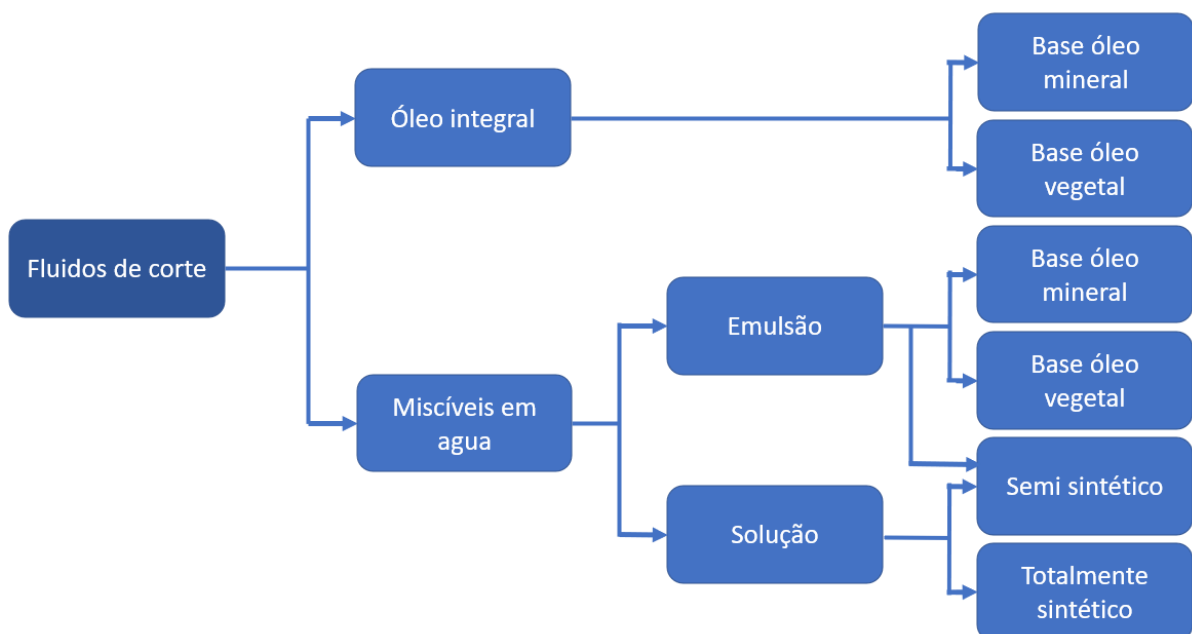 Base óleo
mineral
Óleo integral
Base óleo
vegetal
Fluidos de corte
Base óleo
mineral
Emulsão
Base óleo
vegetal
Miscíveis em
agua
Semi sintético
Solução
Totalmente
sintético